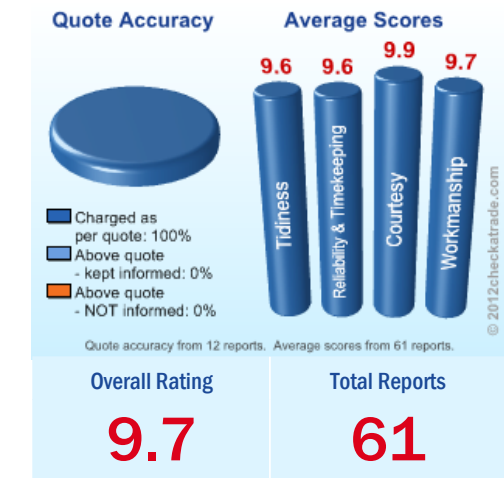 Quote Accuracy
Average Scores
9.6
9.6
9.9
9.7
Tidiness
Reliability & Timekeeping
Courtesy
Workmanship
Charged as
per quote: 100%
Above quote
- kept informed: 0%
Above quote
- NOT informed: 0%
© 2012checkatrade.com
Quote accuracy from 12 reports. Average scores from 61 reports.
Overall Rating
Total Reports
9.7
61